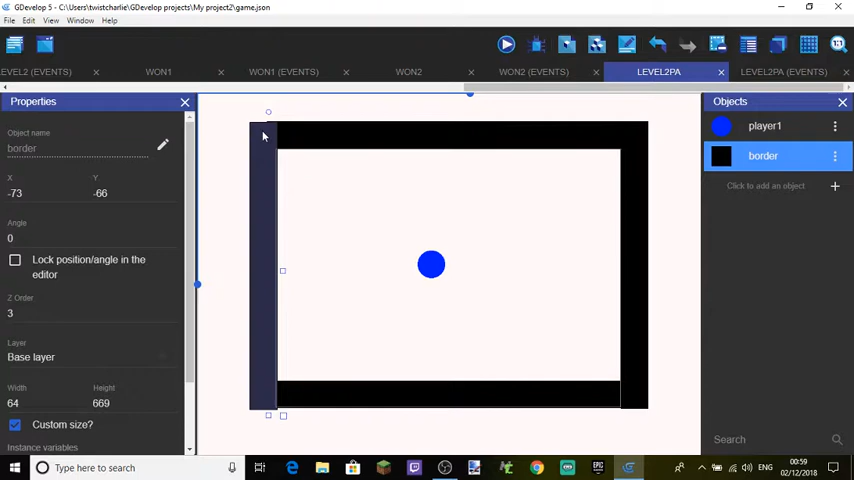 GDevelop 5 - C:\Users\twistcharlie\GDevelop projects\My project2\game.json
File Edit View Window Help
LEVEL2 (EVENTS) × WON1 × WON1 (EVENTS) × WON2 × WON2 (EVENTS) × LEVEL2PA × LEVEL2PA (EVENTS) ×
Properties
Object name
border
X Y
-73 -66
Angle
0
Lock position/angle in the
editor
Z Order
3
Layer
Base layer
Width Height
64 669
Custom size?
Instance variables
Objects
player1
border
Click to add an object +
Search
Type here to search
EPIC
ENG
00:59
02/12/2018